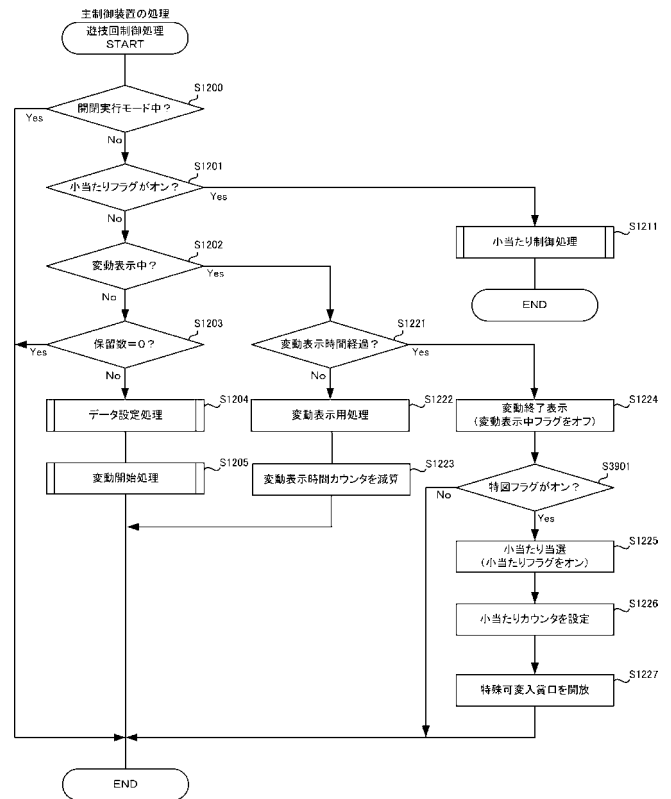 主制御装置の処理
遊技回制御処理
START
S1200
開閉実行モード中?
Yes
No
S1201
小当たりフラグがオン?
Yes
No
S1211
小当たり制御処理
END
S1202
変動表示中?
Yes
No
S1203
保留数=0?
Yes
No
S1221
変動表示時間経過?
Yes
No
S1204
データ設定処理
S1222
変動表示用処理
S1224
変動終了表示
(変動表示中フラグをオフ)
S1205
変動開始処理
S1223
変動表示時間カウンタを減算
S3901
特図フラグがオン?
No
Yes
S1225
小当たり当選
(小当たりフラグをオン)
S1226
小当たりカウンタを設定
S1227
特殊可変入賞口を開放
END